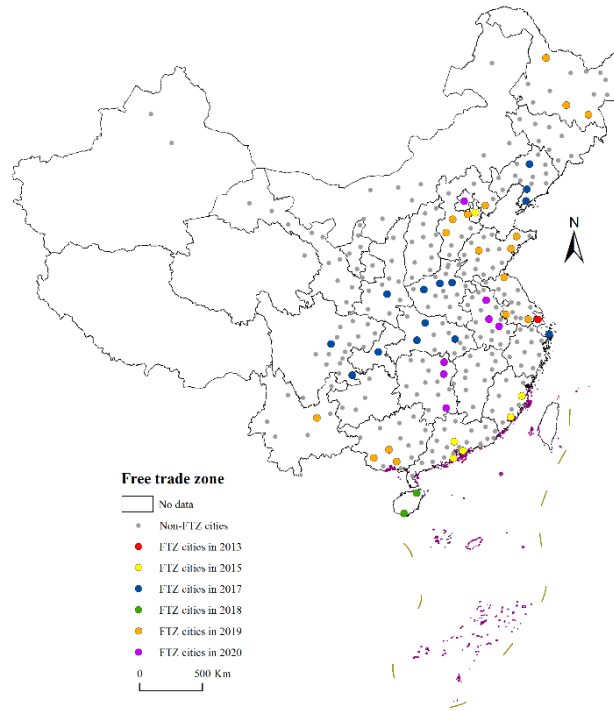 N
Free trade zone
No data
Non-FTZ cities
FTZ cities in 2013
FTZ cities in 2015
FTZ cities in 2017
FTZ cities in 2018
FTZ cities in 2019
FTZ cities in 2020
0 500 Km